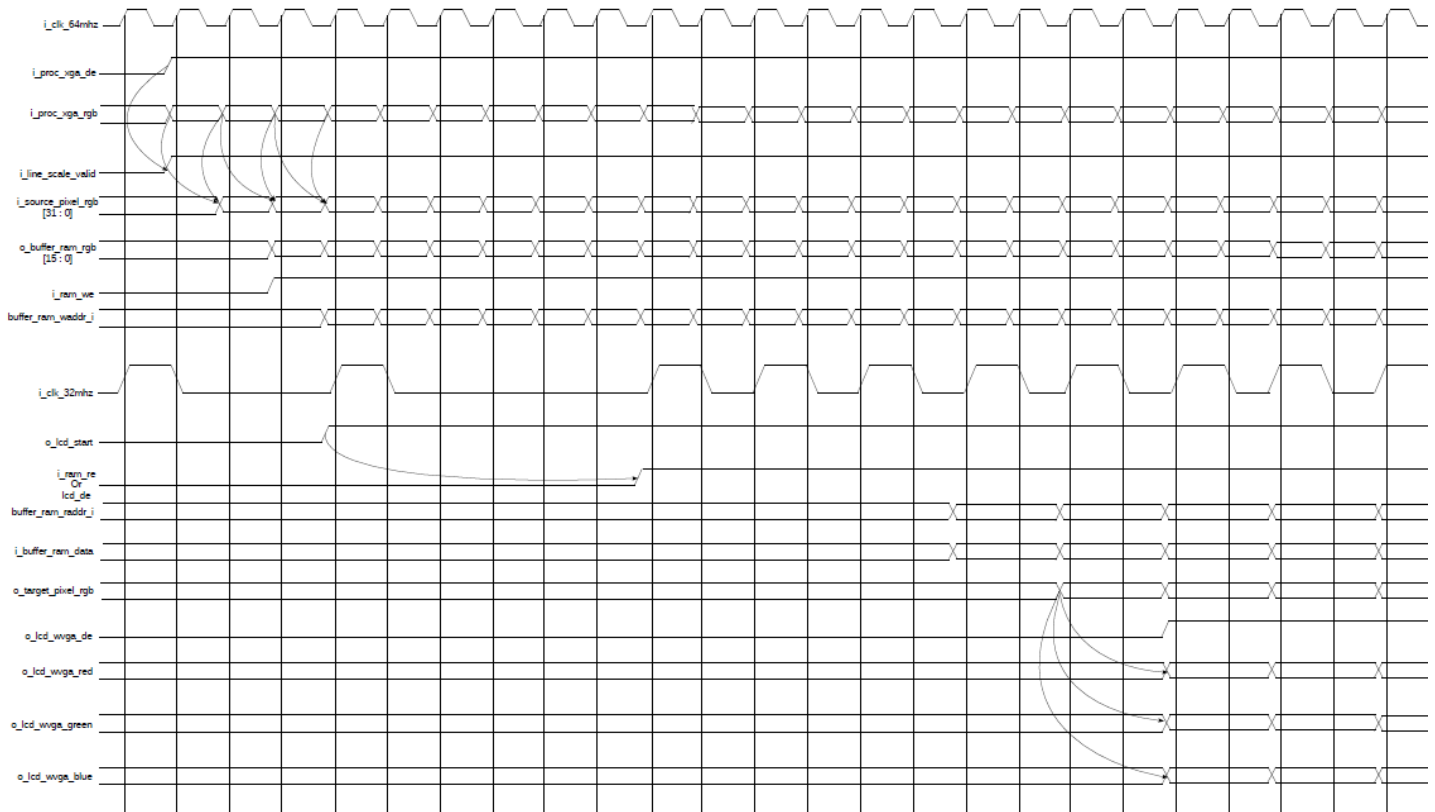 i_clk_64mhz
i_proc_xga_de
i_proc_xga_rgb
i_line_scale_valid
i_source_pixel_rgb
[31 : 0]
o_buffer_ram_rgb
[15 : 0]
i_ram_we
buffer_ram_waddr_i
i_clk_32mhz
o_lcd_start
i_ram_re
Or
lcd_de
buffer_ram_raddr_i
i_buffer_ram_data
o_target_pixel_rgb
o_lcd_wvga_de
o_lcd_wvga_red
o_lcd_wvga_green
o_lcd_wvga_blue